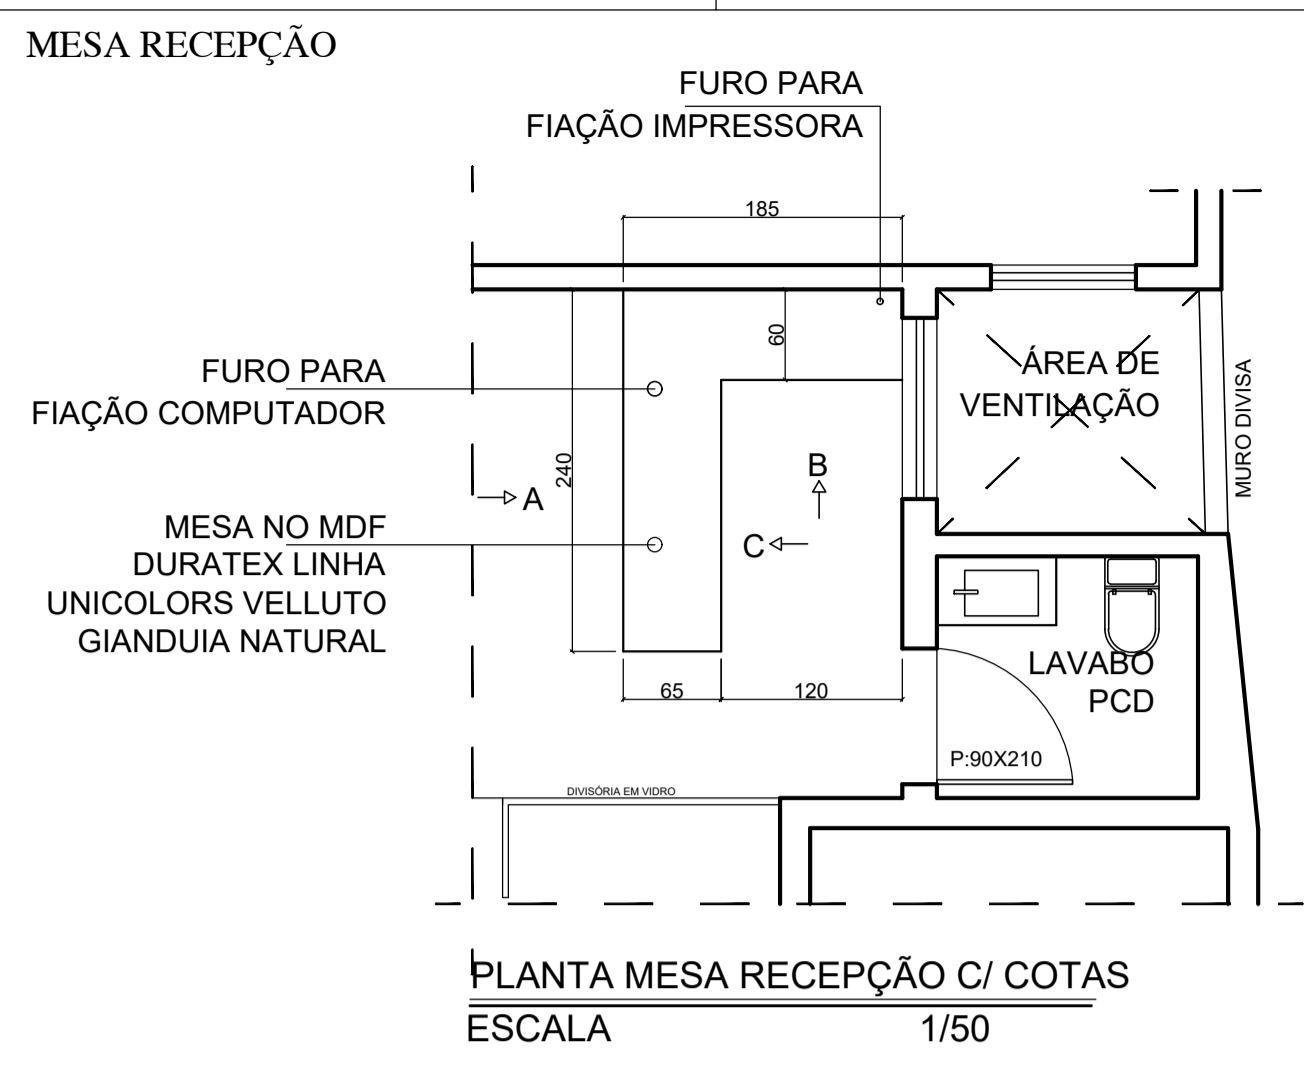 MESA RECEPÇÃO
FURO PARA
FIAÇÃO IMPRESSORA
185
60
FURO PARA
FIAÇÃO COMPUTADOR
ÁREA DE
VENTILAÇÃO
MURO DIVISA
240
A
B
C
MESA NO MDF
DURATEX LINHA
UNICOLORS VELLUTO
GIANDUIA NATURAL
65
120
LAVABO
PCD
P:90X210
DIVISÓRIA EM VIDRO
PLANTA MESA RECEPÇÃO C/ COTAS
ESCALA 1/50